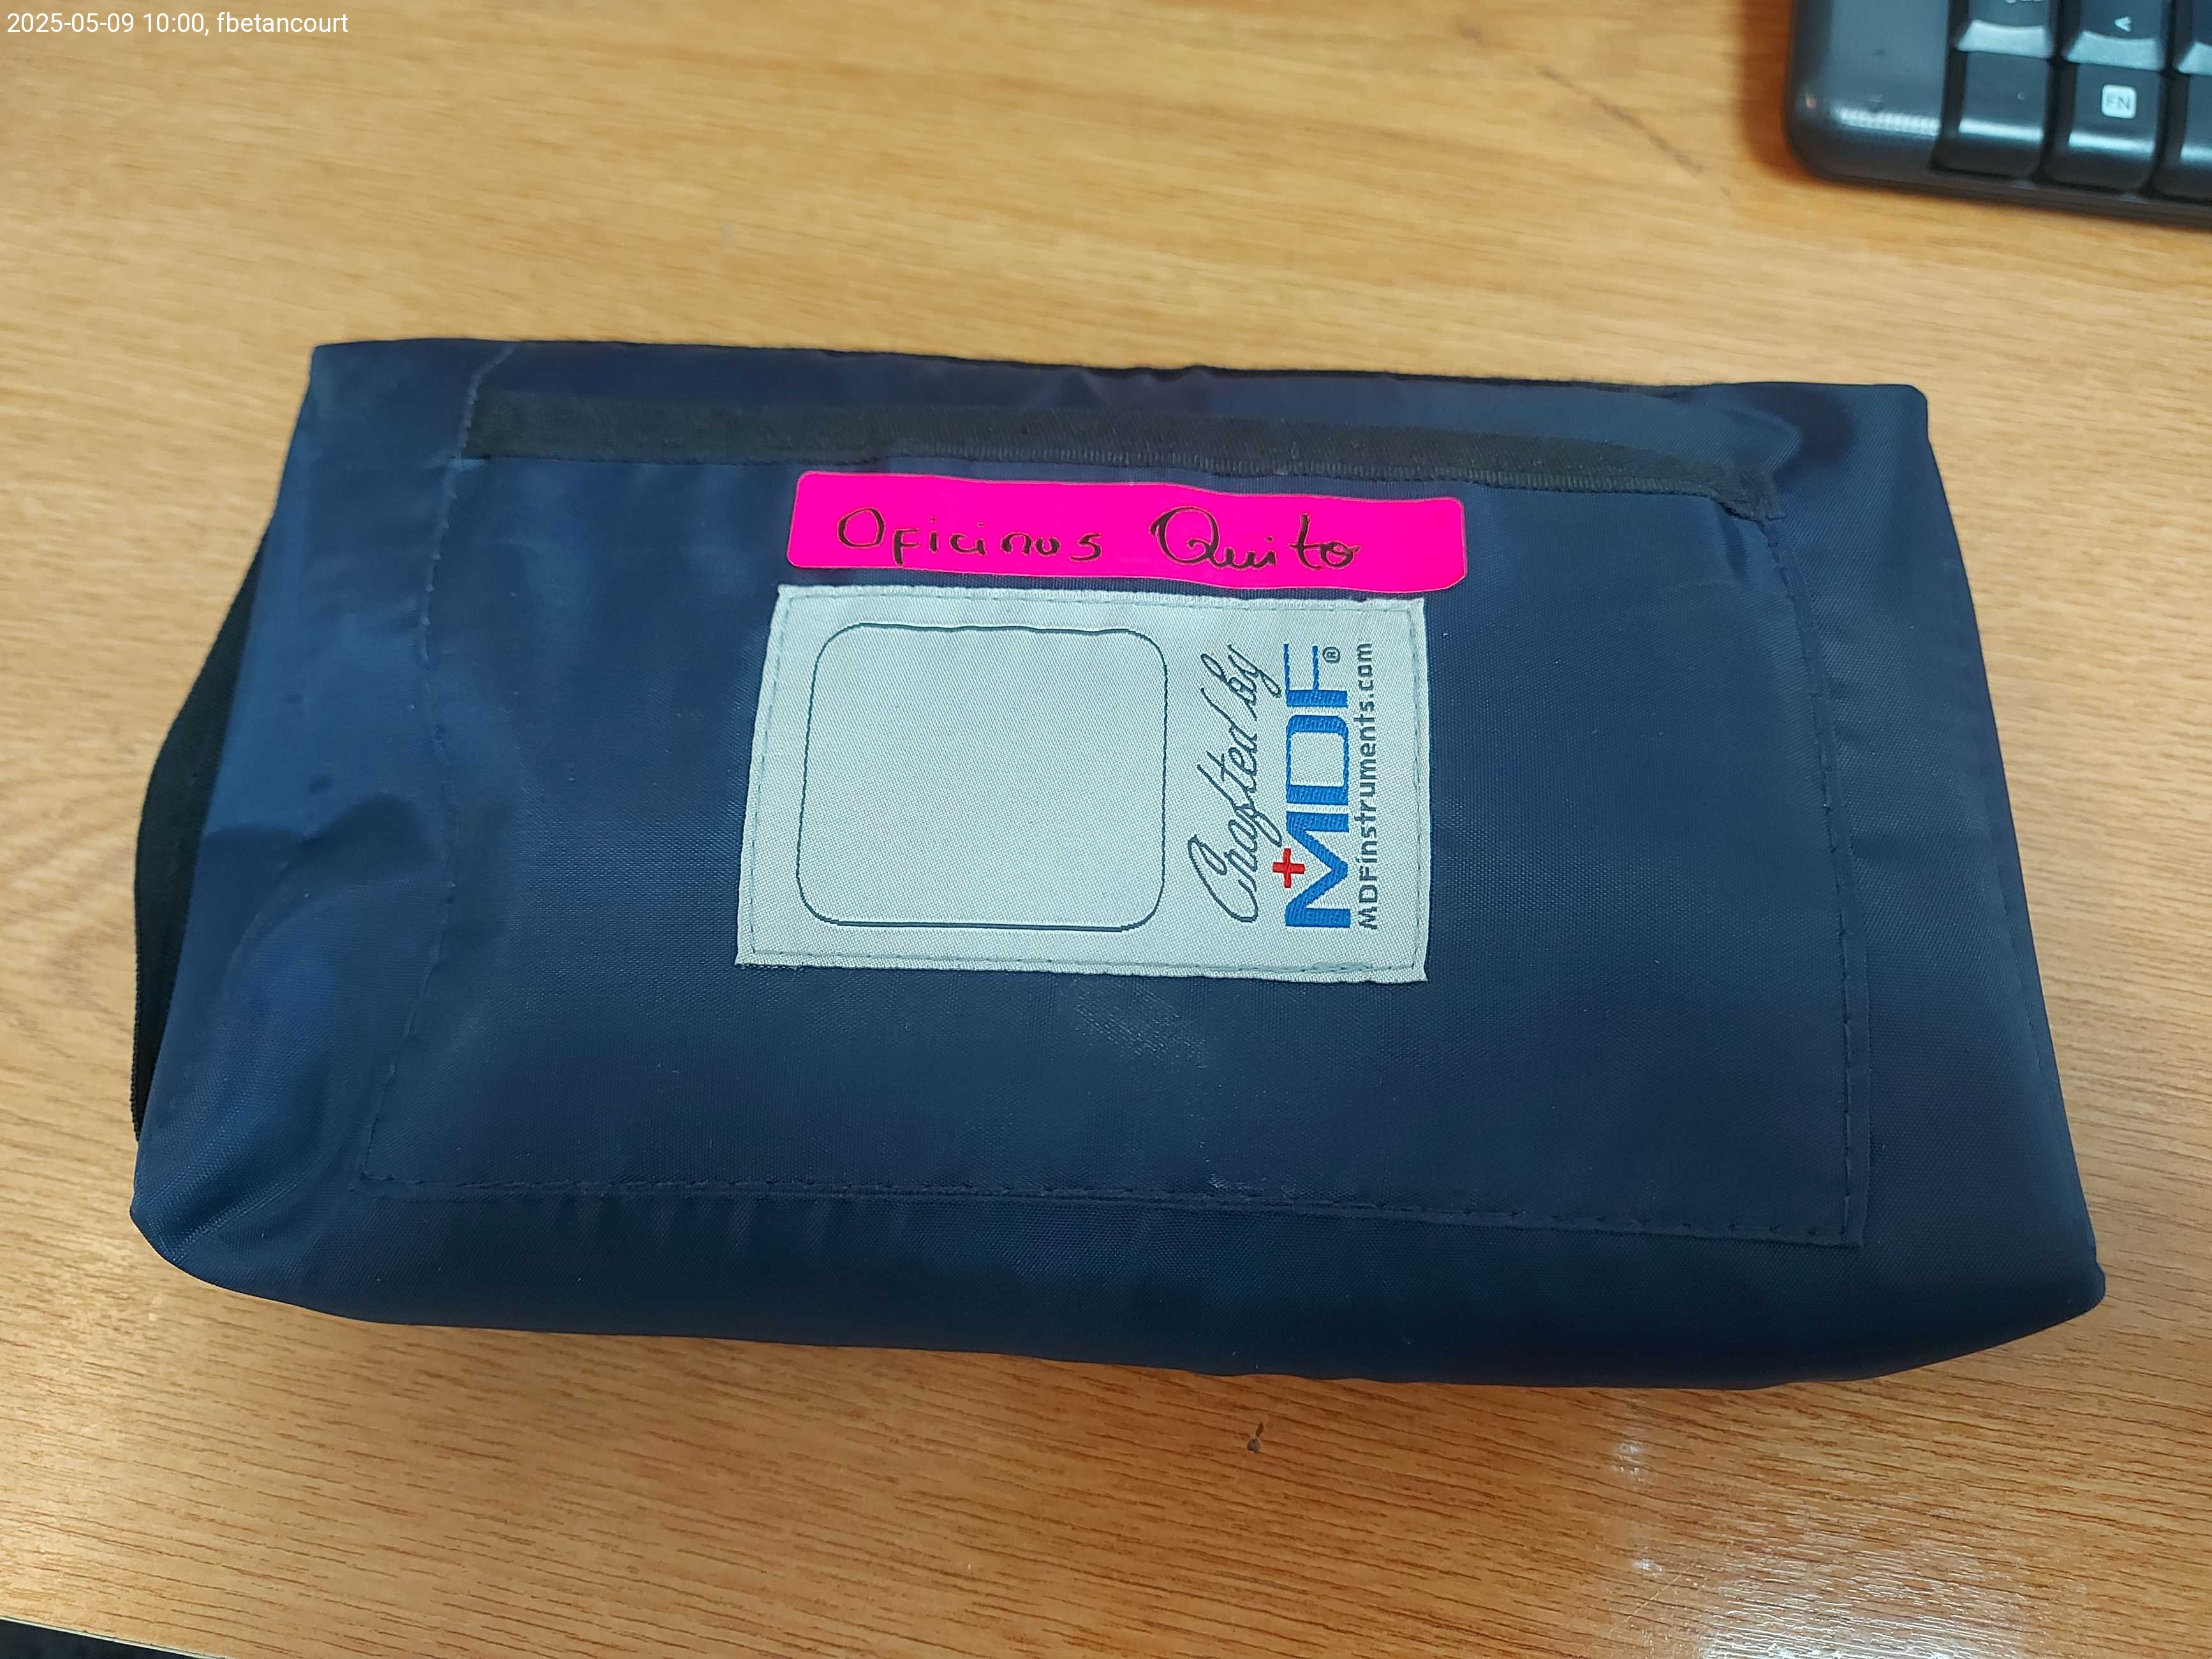 2025-05-09 10:00, fbetancourt
FN
Oficinas Quito
Crafted by
MDF®
MDFinstruments.com